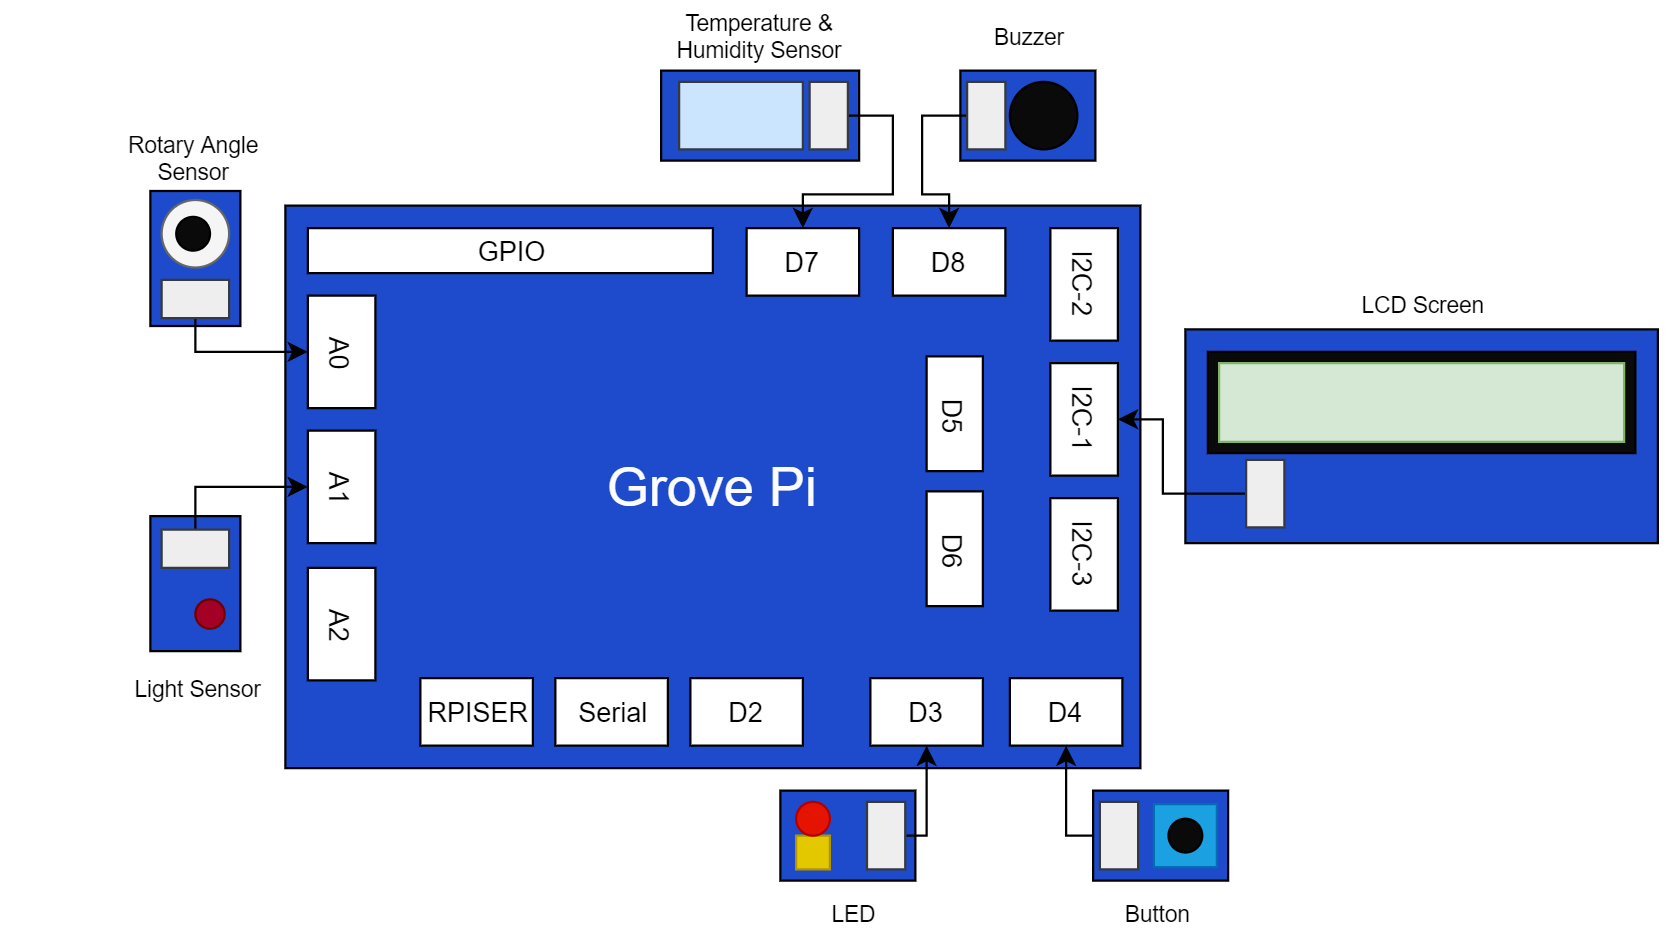 Temperature &
Humidity Sensor
Buzzer
Rotary Angle
Sensor
GPIO
D7
D8
I2C-2
LCD Screen
A0
D5
I2C-1
A1
Grove Pi
D6
I2C-3
A2
Light Sensor
RPISER
Serial
D2
D3
D4
LED
Button